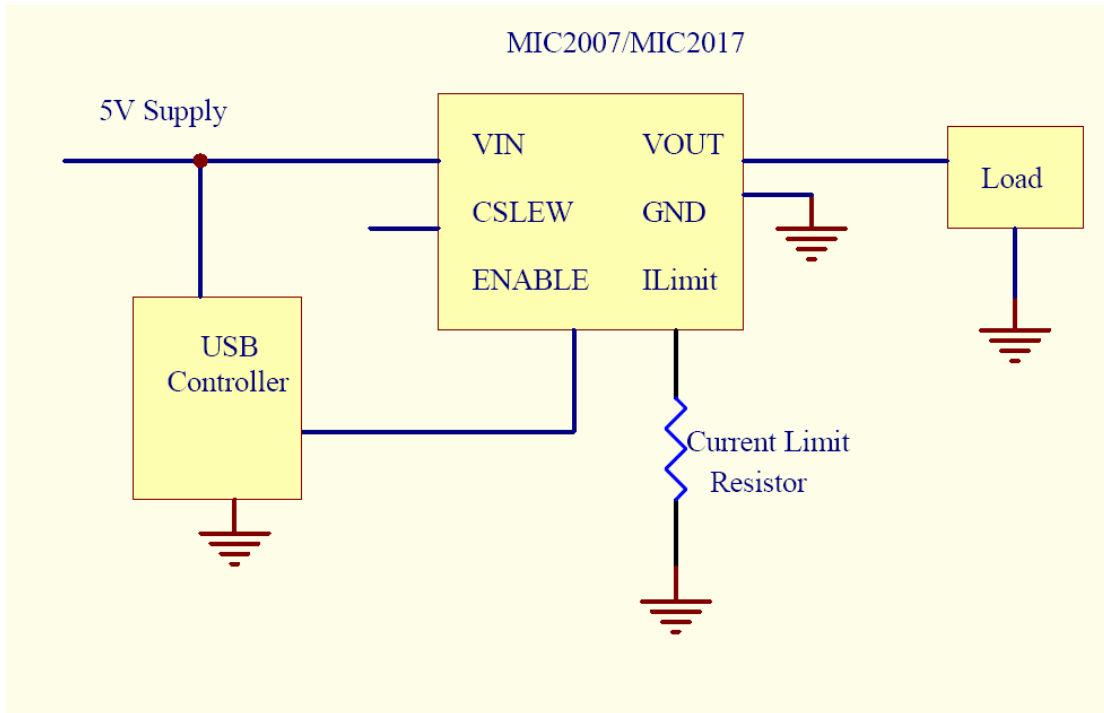 MIC2007/MIC2017
5V Supply
VIN
VOUT
CSLEW
GND
ENABLE
ILimit
Load
USB
Controller
Current Limit
Resistor